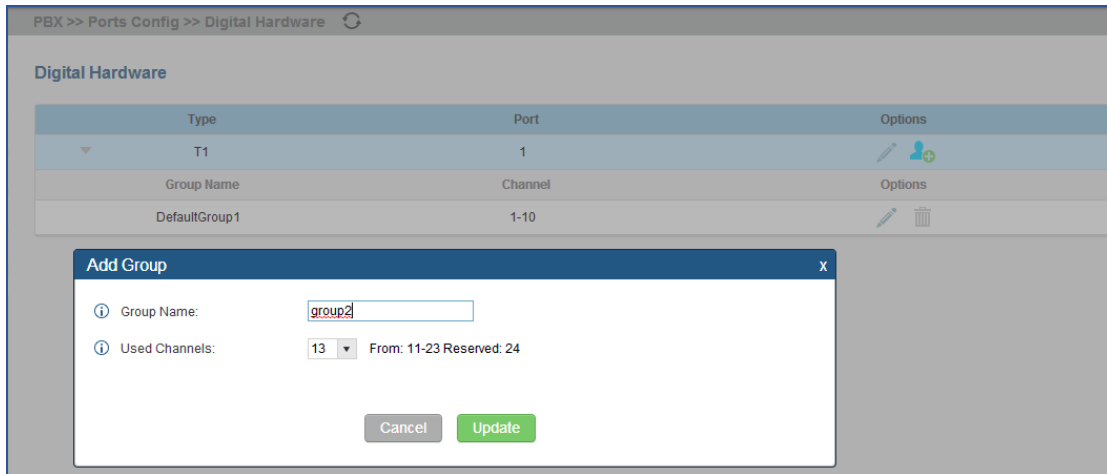 PBX >> Ports Config >> Digital Hardware
Digital Hardware
Type Port Options
T1 1
Group Name Channel Options
DefaultGroup1 1-10
Add Group x
Group Name: group2
Used Channels: 13 From: 11-23 Reserved: 24
Cancel Update